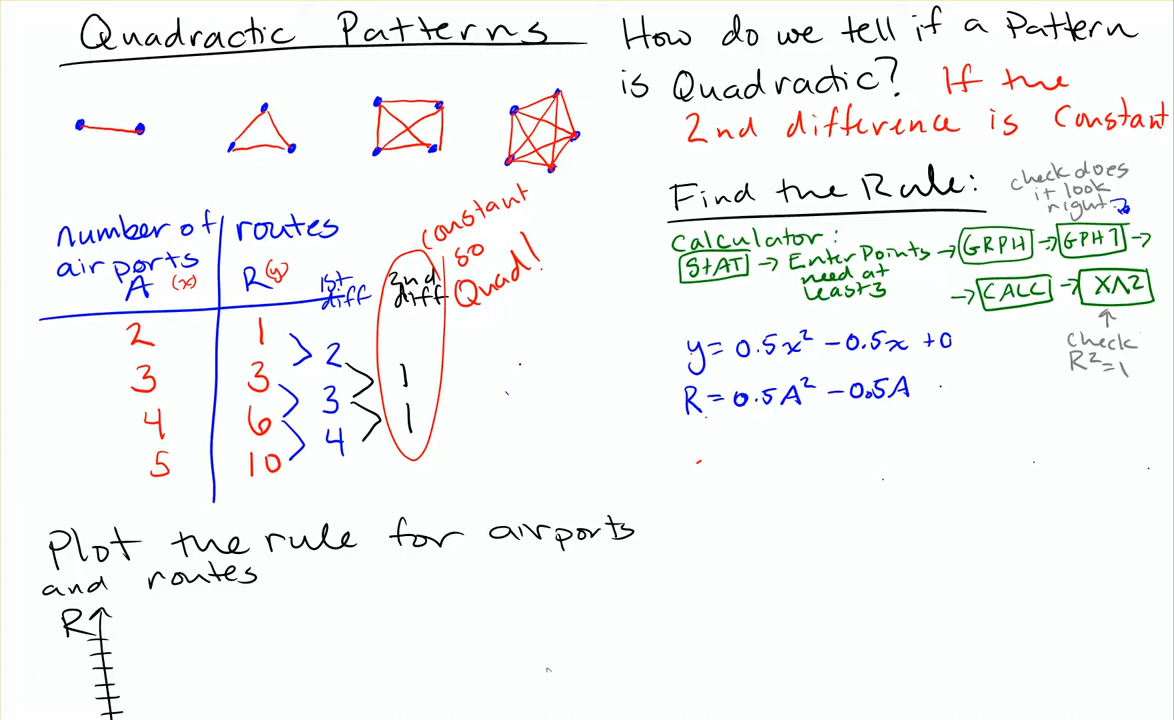 Quadractic Patterns
number of routes
airports
A (x) R (y) 1st diff 2nd diff
constant
so
Quad!
2 1
3 3
4 6
5 10
2
3
4
1
1
Plot the rule for airports
and routes
R
How do we tell if a Pattern
is Quadratic? If the
2nd difference is constant
Find the Rule:
check does
it look
right?
calculator:
STAT → Enter Points → GRPH → GPH1 →
need at
least 3
→ CALC → X^2
check
R²=1
y = 0.5x² - 0.5x + 0
R = 0.5A² - 0.5A